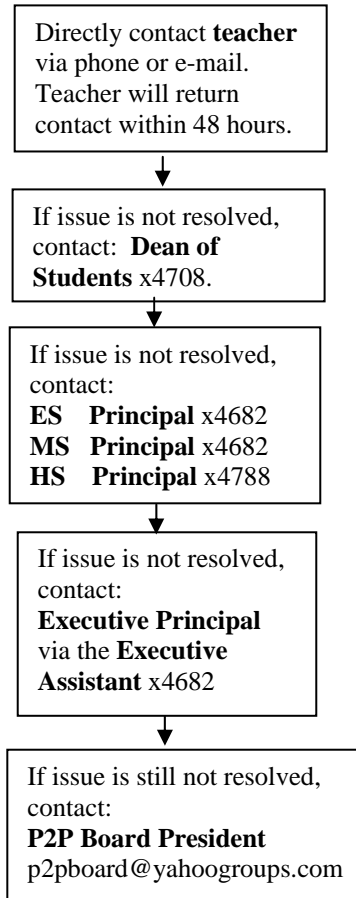 Directly contact teacher
via phone or e-mail.
Teacher will return
contact within 48 hours.
If issue is not resolved,
contact: Dean of
Students x4708.
If issue is not resolved,
contact:
ES Principal x4682
MS Principal x4682
HS Principal x4788
If issue is not resolved,
contact:
Executive Principal
via the Executive
Assistant x4682
If issue is still not resolved,
contact:
P2P Board President
p2pboard@yahoogroups.com